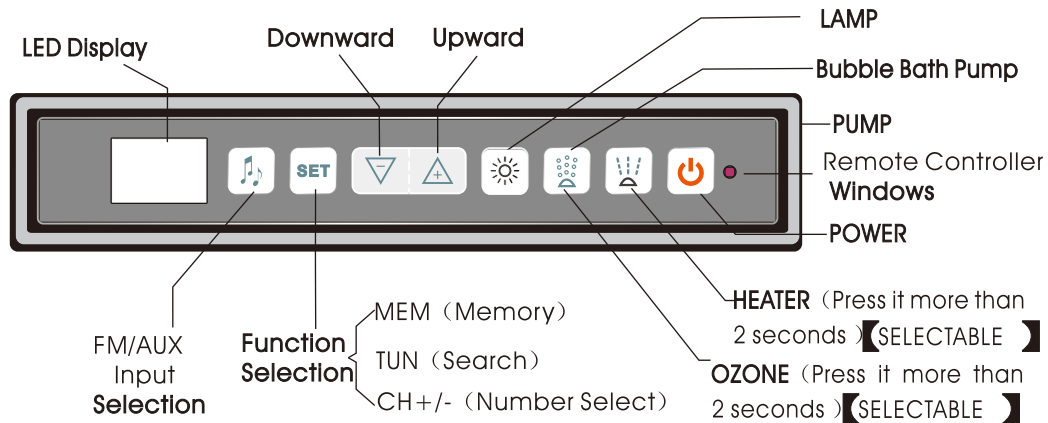 LAMP
LED Display
Downward
Upward
Bubble Bath Pump
PUMP
SET
Remote Controller
Windows
POWER
FM/AUX
Input
Selection
Function
Selection
MEM（Memory）
TUN（Search）
CH+/-（Number Select）
HEATER（Press it more than
2 seconds ）【SELECTABLE 】
OZONE（Press it more than
2 seconds ）【SELECTABLE 】